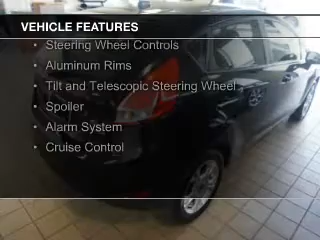 VEHICLE FEATURES
• Steering Wheel Controls
• Aluminum Rims
• Tilt and Telescopic Steering Wheel
• Spoiler
• Alarm System
• Cruise Control